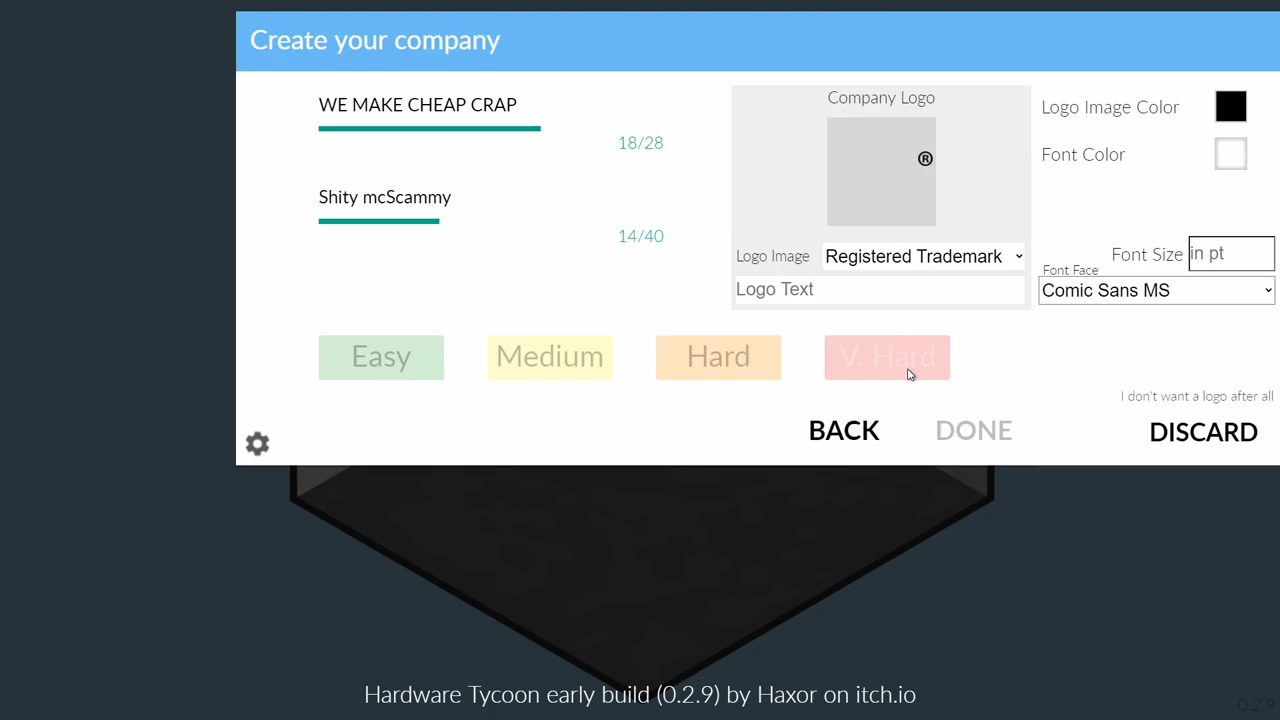 Create your company
WE MAKE CHEAP CRAP
18/28
Shity mcScammy
14/40
Company Logo
®
Logo Image
Registered Trademark
Logo Text
Logo Image Color
Font Color
Font Size
in pt
Font Face
Comic Sans MS
Easy
Medium
Hard
V. Hard
I don't want a logo after all
BACK
DONE
DISCARD
Hardware Tycoon early build (0.2.9) by Haxor on itch.io
0.2.9